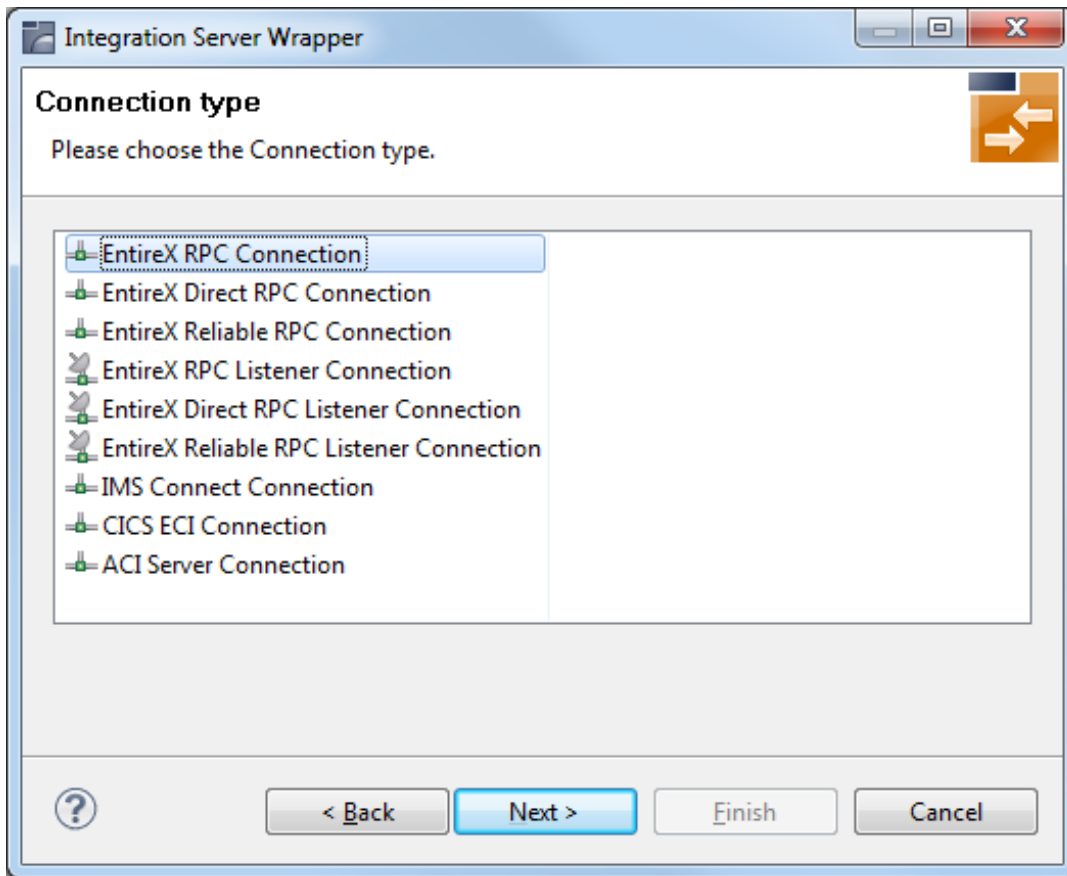 Integration Server Wrapper
Connection type
Please choose the Connection type.
EntireX RPC Connection
EntireX Direct RPC Connection
EntireX Reliable RPC Connection
EntireX RPC Listener Connection
EntireX Direct RPC Listener Connection
EntireX Reliable RPC Listener Connection
IMS Connect Connection
CICS ECI Connection
ACI Server Connection
? < Back Next > Finish Cancel